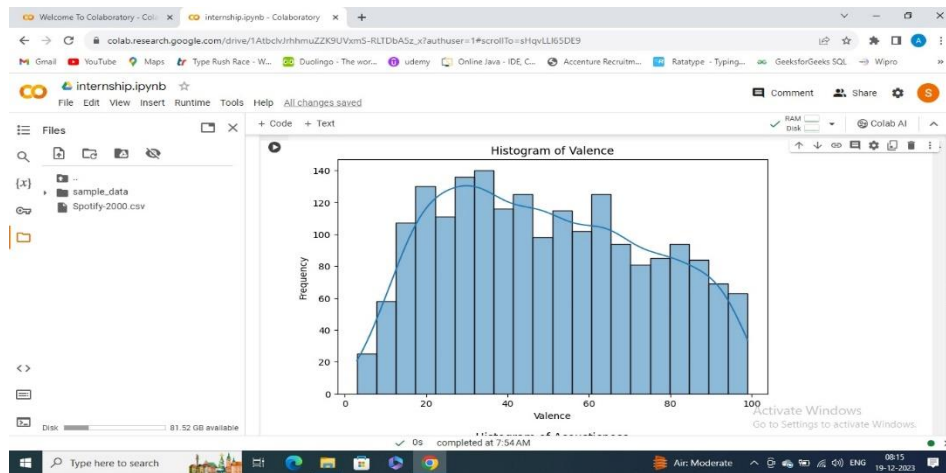 Welcome To Colaboratory - Col
internship.ipynb - Colaboratory
colab.research.google.com/drive/1AtbclvJrhhmuZZK9UVxmS-RLTDbA5z_x?authuser=1#scrollTo=sHqvLLI65DE9
Gmail YouTube Maps Type Rush Race - W... Duolingo - The wor... udemy Online Java - IDE, C... Accenture Recruitm... Ratatype - Typing... GeeksforGeeks SQL Wipro »
internship.ipynb
Comment Share S
File Edit View Insert Runtime Tools Help All changes saved
Files
+ Code + Text
RAM
Disk
Colab AI
..
sample_data
Spotify-2000.csv
{x}
Histogram of Valence
140
120
100
80
60
40
20
0
Frequency
0 20 40 60 80 100
Valence
Activate Windows
Go to Settings to activate Windows.
Disk 81.52 GB available
0s completed at 7:54 AM
Type here to search
Air: Moderate
ENG
08:15
19-12-2023